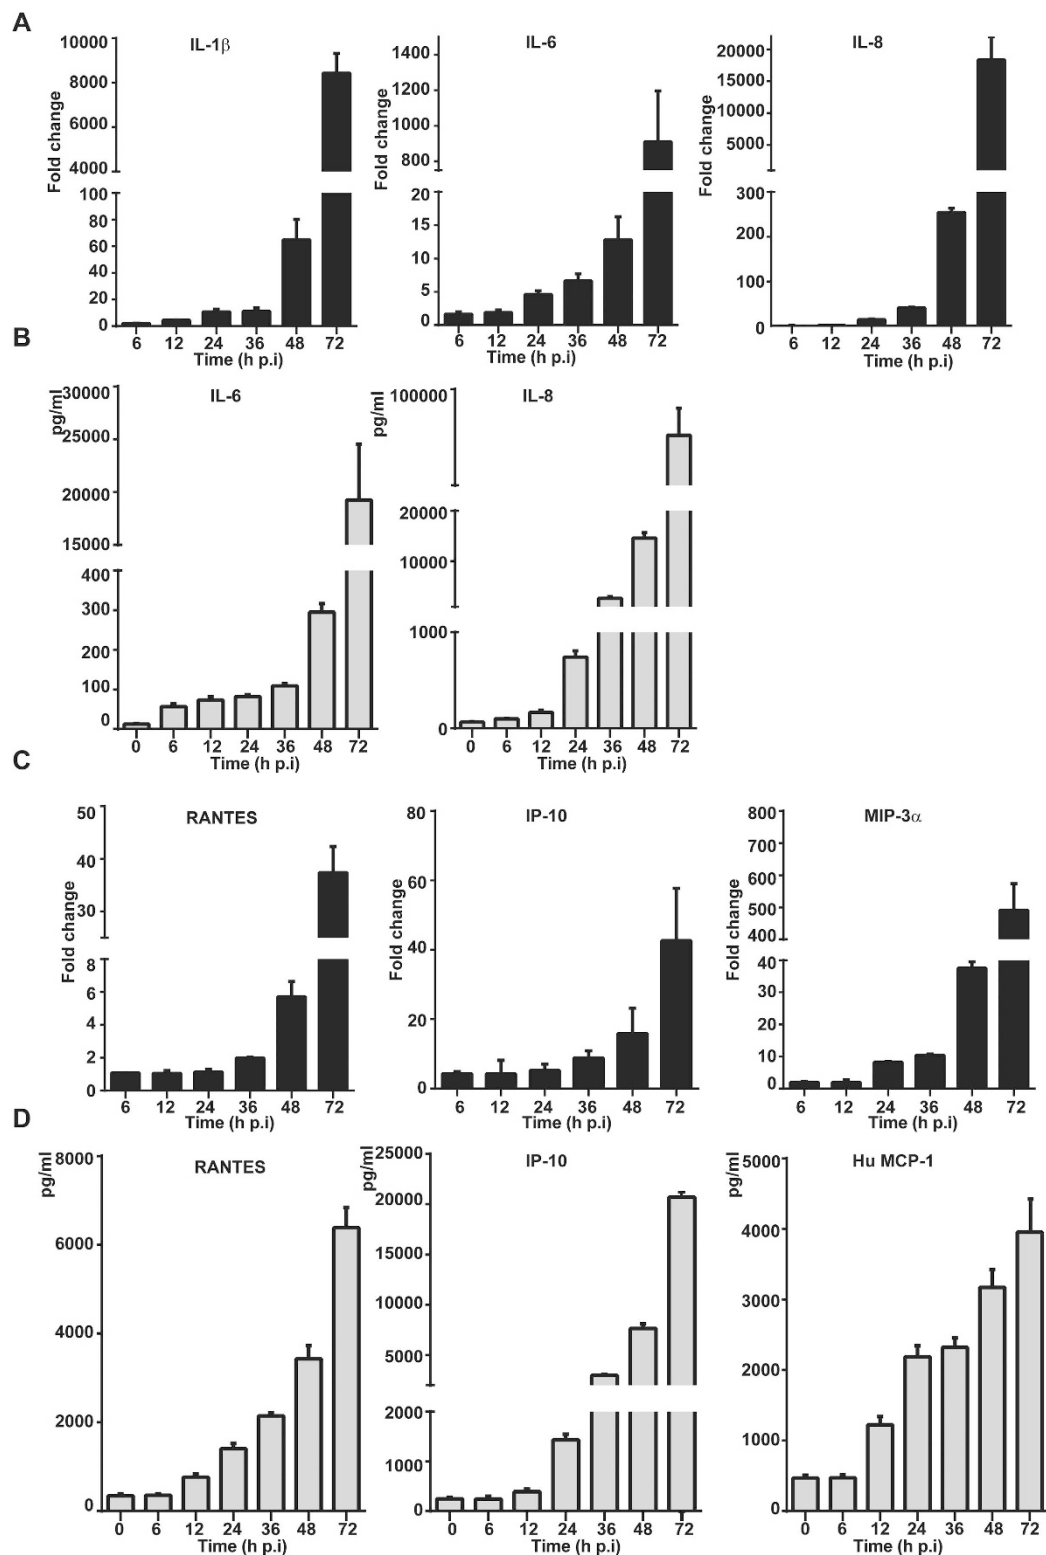 A
IL-1β
IL-6
IL-8
Fold change
10000
8000
6000
4000
100
80
60
40
20
0
6 12 24 36 48 72
Time (h p.i)
Fold change
1400
1200
1000
800
20
15
10
5
0
6 12 24 36 48 72
Time (h p.i)
Fold change
20000
15000
10000
5000
300
200
100
0
6 12 24 36 48 72
Time (h p.i)
B
IL-6
IL-8
pg/ml
30000
25000
20000
15000
400
300
200
100
0
0 6 12 24 36 48 72
Time (h p.i)
pg/ml
100000
20000
10000
1000
0
0 6 12 24 36 48 72
Time (h p.i)
C
RANTES
IP-10
MIP-3α
Fold change
50
40
30
8
6
4
2
0
6 12 24 36 48 72
Time (h p.i)
Fold change
80
60
40
20
0
6 12 24 36 48 72
Time (h p.i)
Fold change
800
700
600
500
400
40
30
20
10
0
6 12 24 36 48 72
Time (h p.i)
D
RANTES
IP-10
Hu MCP-1
pg/ml
8000
6000
4000
2000
0
0 6 12 24 36 48 72
Time (h p.i)
pg/ml
25000
20000
15000
10000
5000
2000
1000
0
0 6 12 24 36 48 72
Time (h p.i)
pg/ml
5000
4000
3000
2000
1000
0
0 6 12 24 36 48 72
Time (h p.i)